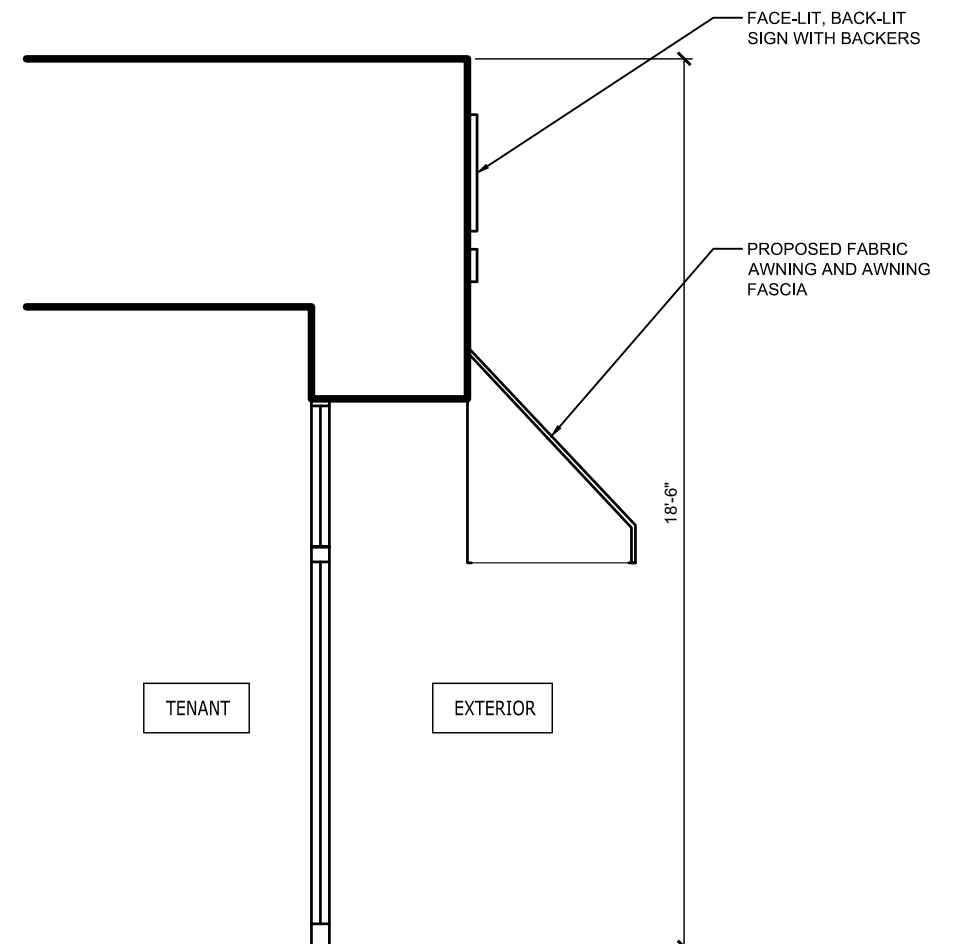 FACE-LIT, BACK-LIT
SIGN WITH BACKERS
PROPOSED FABRIC
AWNING AND AWNING
FASCIA
18'-6"
TENANT
EXTERIOR